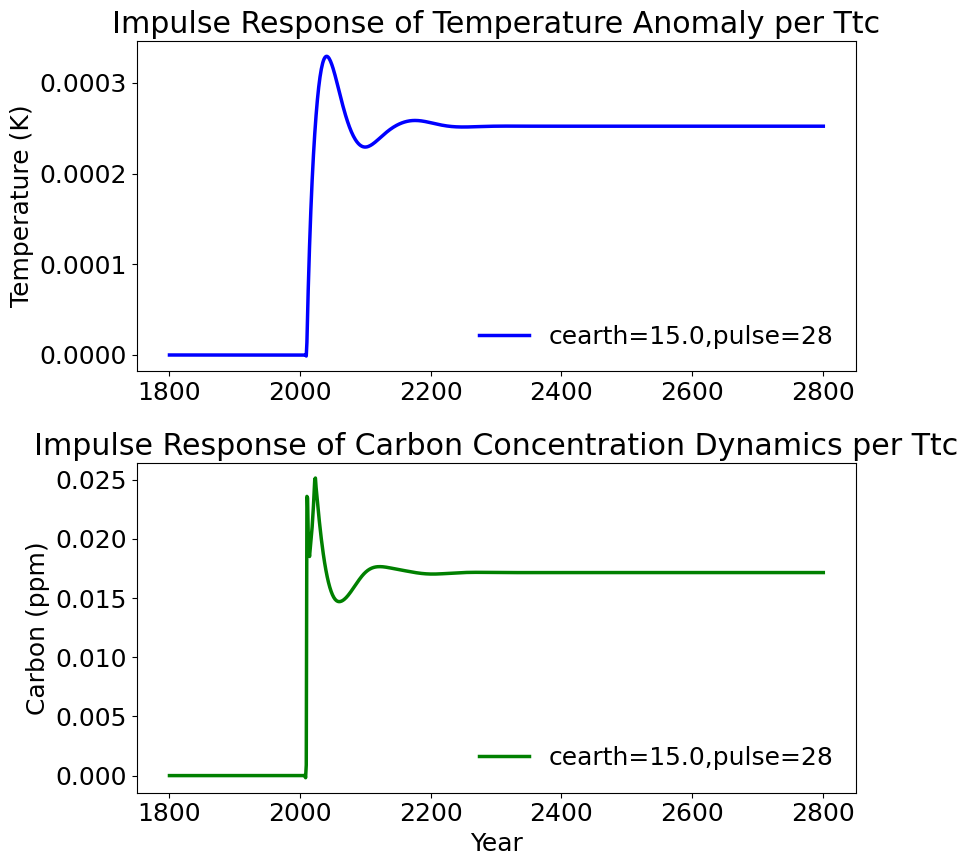 Impulse Response of Temperature Anomaly per Ttc
Temperature (K)
0.0003
0.0002
0.0001
0.0000
cearth=15.0,pulse=28
1800 2000 2200 2400 2600 2800
Impulse Response of Carbon Concentration Dynamics per Ttc
Carbon (ppm)
0.025
0.020
0.015
0.010
0.005
0.000
cearth=15.0,pulse=28
1800 2000 2200 2400 2600 2800
Year